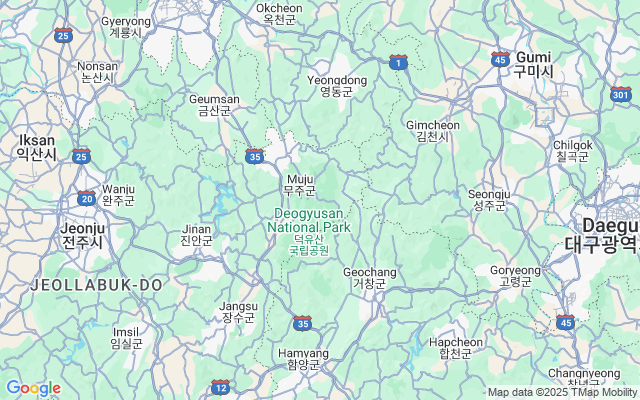 Okcheon
옥천군
Gyeryong
계룡시
25
Nonsan
논산시
Yeongdong
영동군
1
45
Gumi
구미시
301
Geumsan
금산군
Gimcheon
김천시
Iksan
익산시
25
35
Chilgok
칠곡군
Muju
무주군
Wanju
완주군
20
Seongju
성주군
Deogyusan
National Park
덕유산
국립공원
Jeonju
전주시
Jinan
진안군
Daegu
대구광역
Geochang
거창군
Goryeong
고령군
JEOLLABUK-DO
Jangsu
장수군
35
45
Imsil
임실군
Hapcheon
합천군
Hamyang
함양군
Changnyeong
창녕군
12
Google
Map data ©2025 TMap Mobility